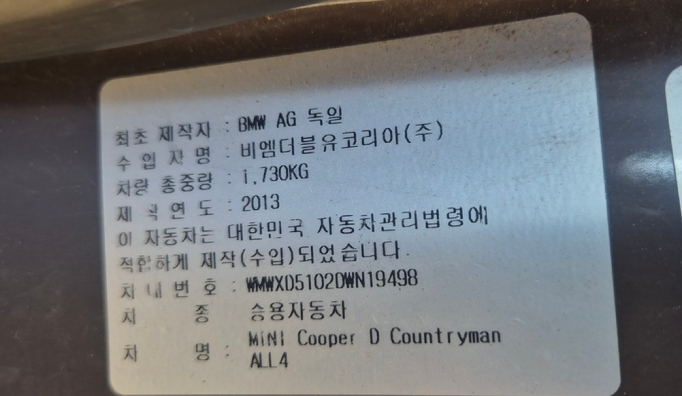 최초 제작자 : BMW AG 독일
수 입 자 명 : 비엠더블유코리아(주)
차량 총중량 : 1,730KG
제 작 연 도 : 2013
이 자동차는 대한민국 자동차관리법령에
적합하게 제작(수입)되었습니다.
차 대 번 호 : WMWXD5102DWN19498
차 종 승용자동차
차 명 : MINI Cooper D Countryman
ALL4